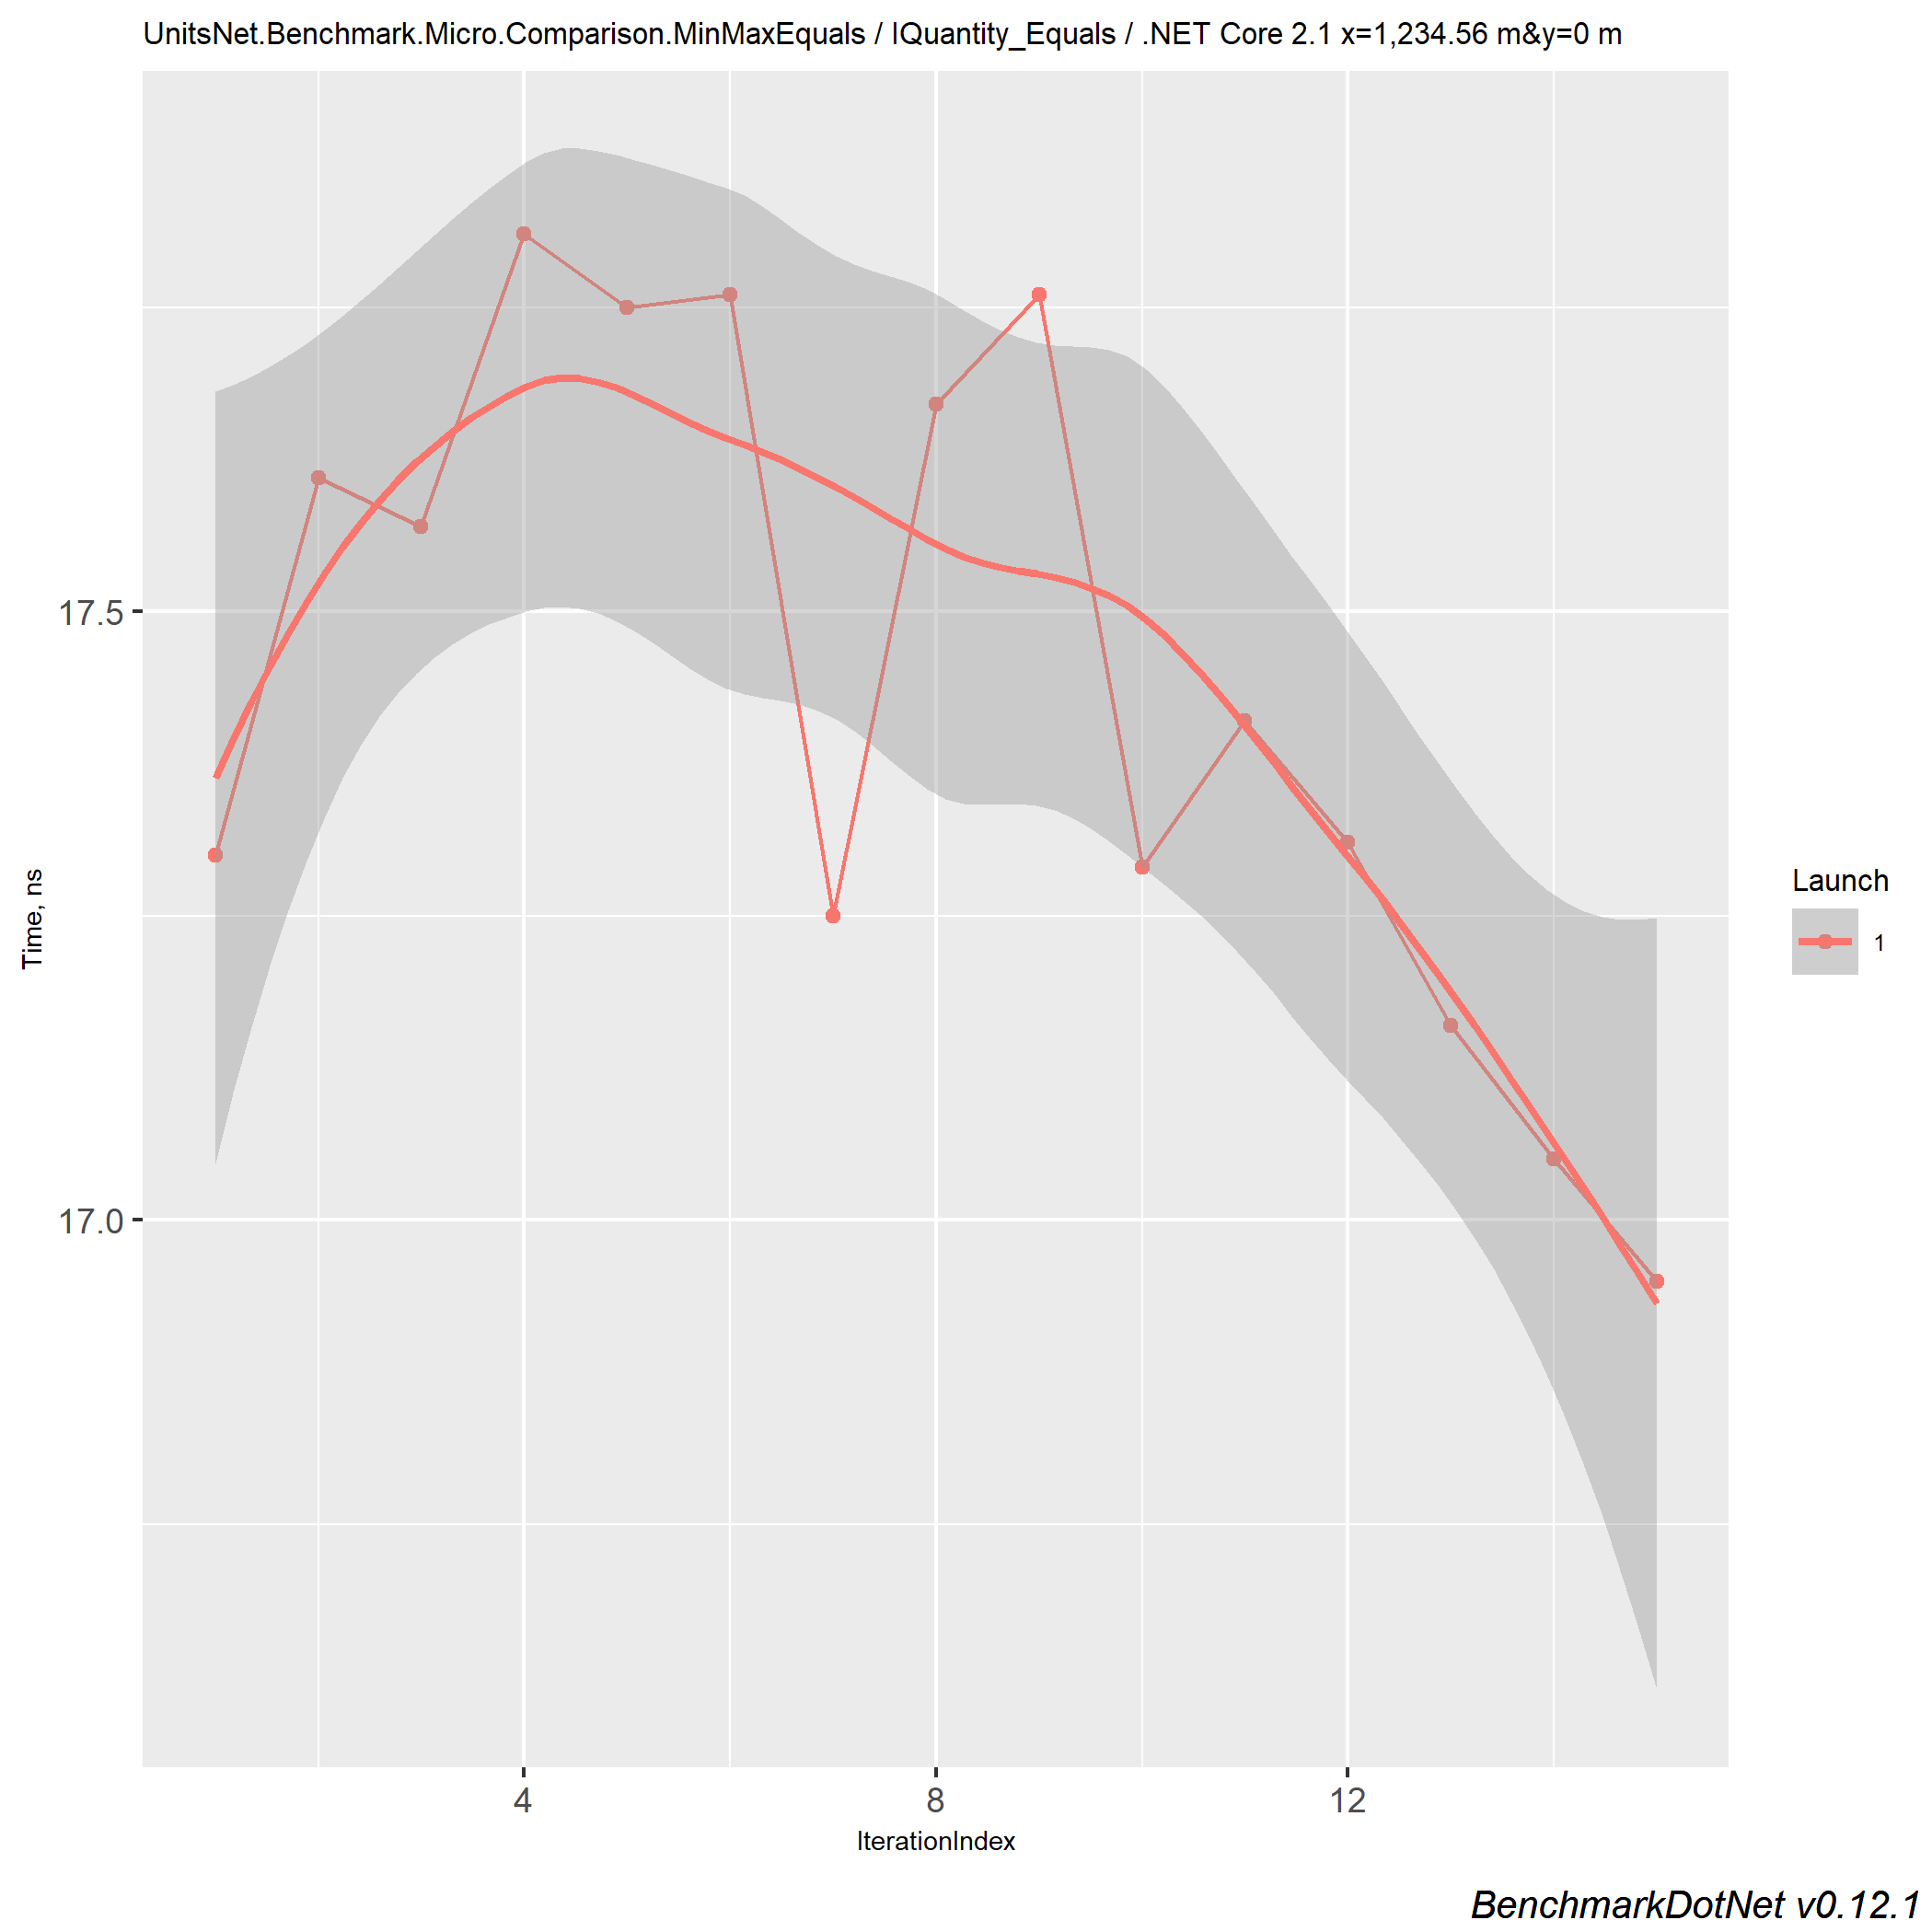 UnitsNet.Benchmark.Micro.Comparison.MinMaxEquals / IQuantity_Equals / .NET Core 2.1 x=1,234.56 m&y=0 m
17.5
17.0
Time, ns
4 8 12
IterationIndex
Launch
1
BenchmarkDotNet v0.12.1